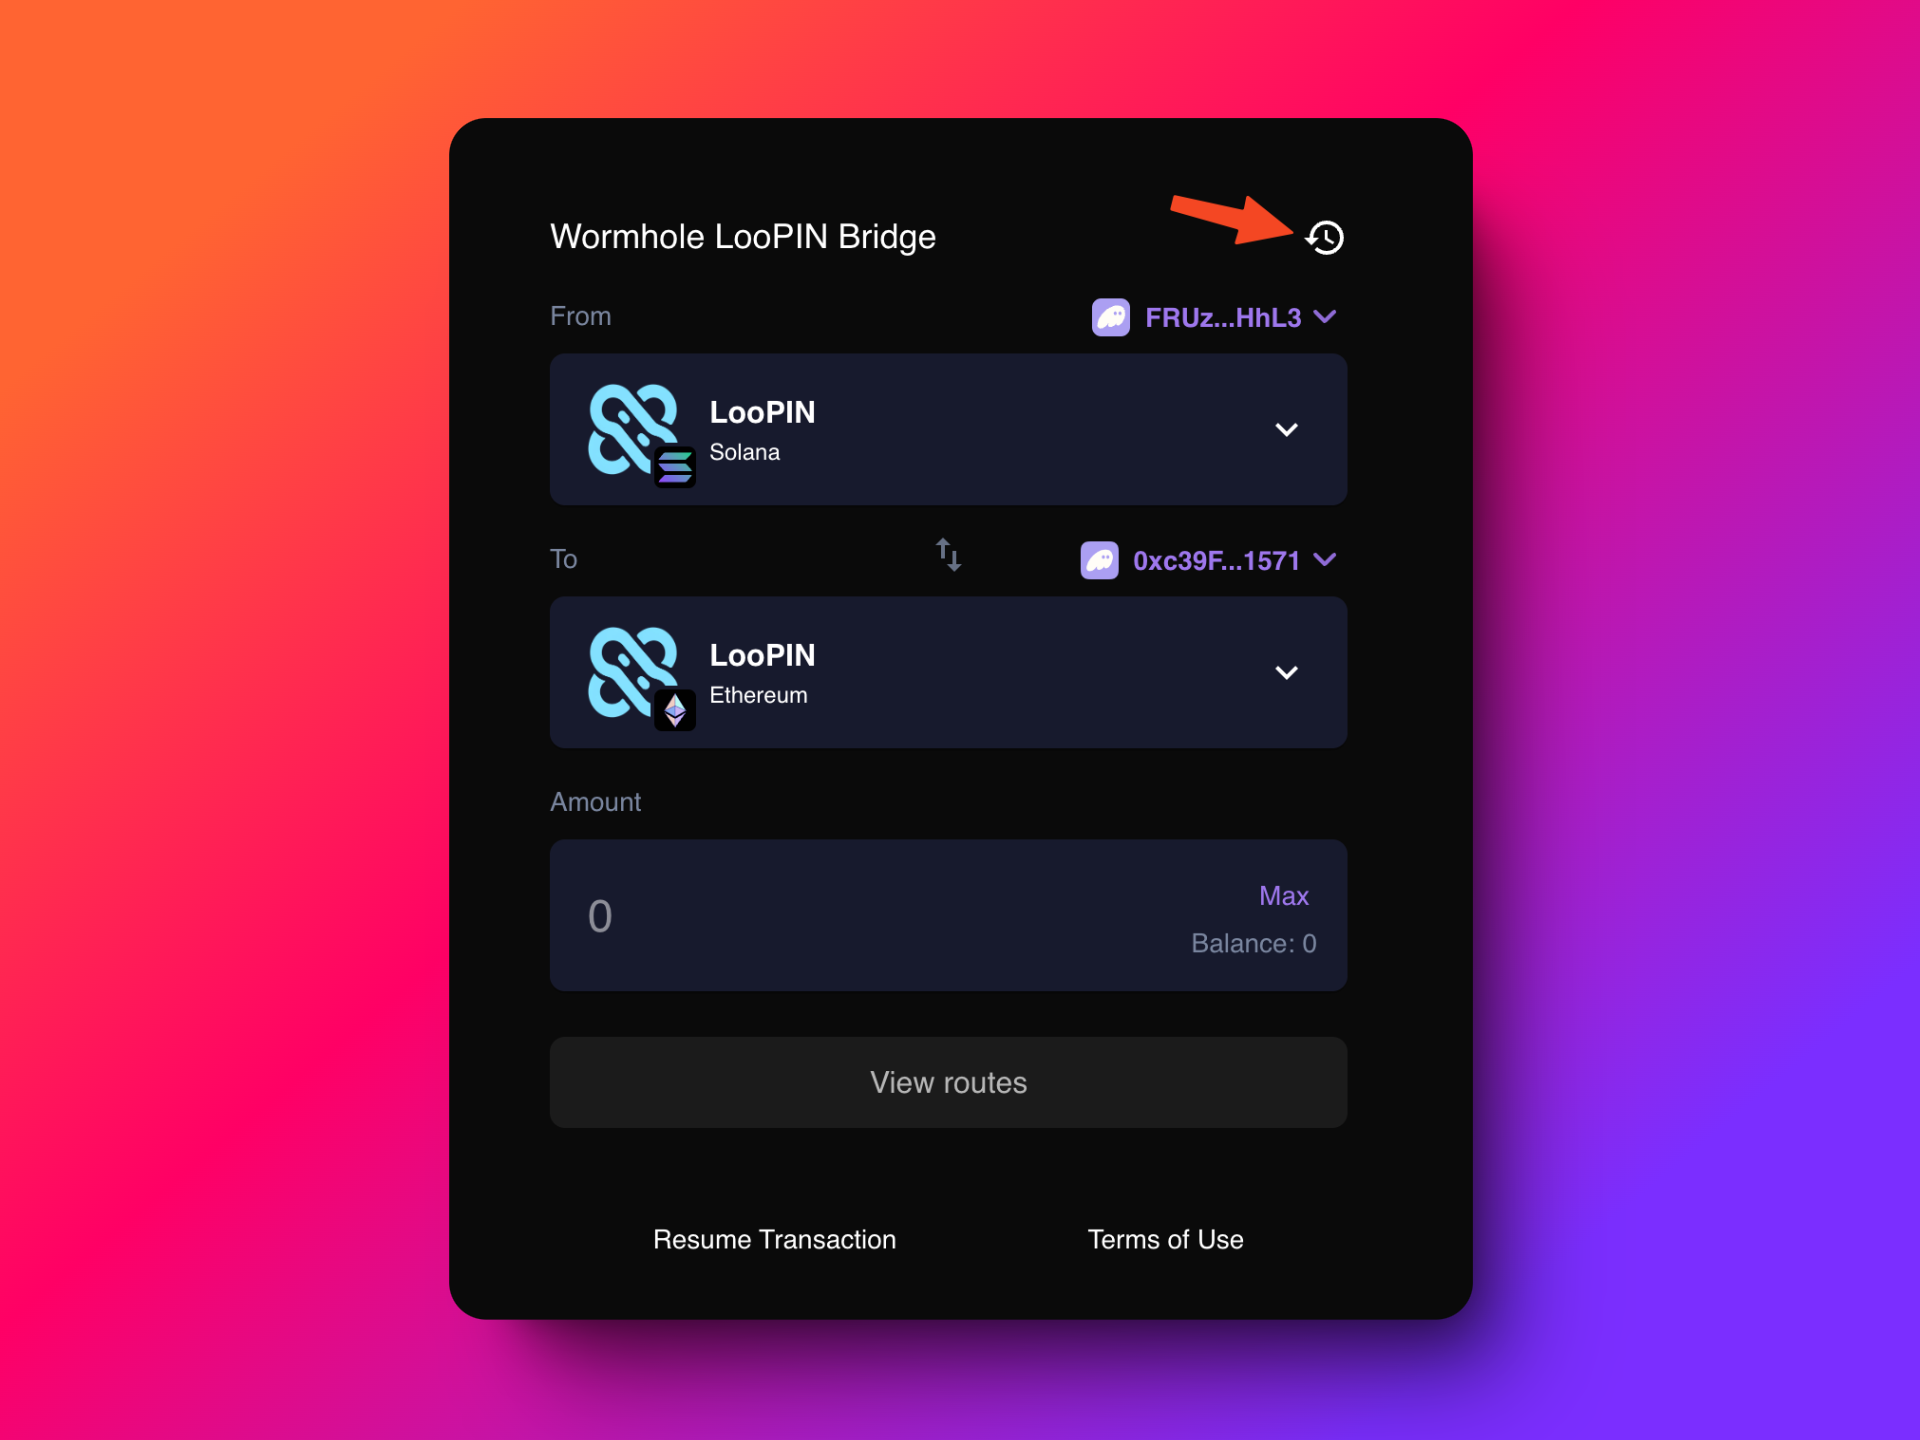 Wormhole LooPIN Bridge
From
FRUz...HhL3
LooPIN
Solana
To
0xc39F...1571
LooPIN
Ethereum
Amount
0
Max
Balance: 0
View routes
Resume Transaction
Terms of Use